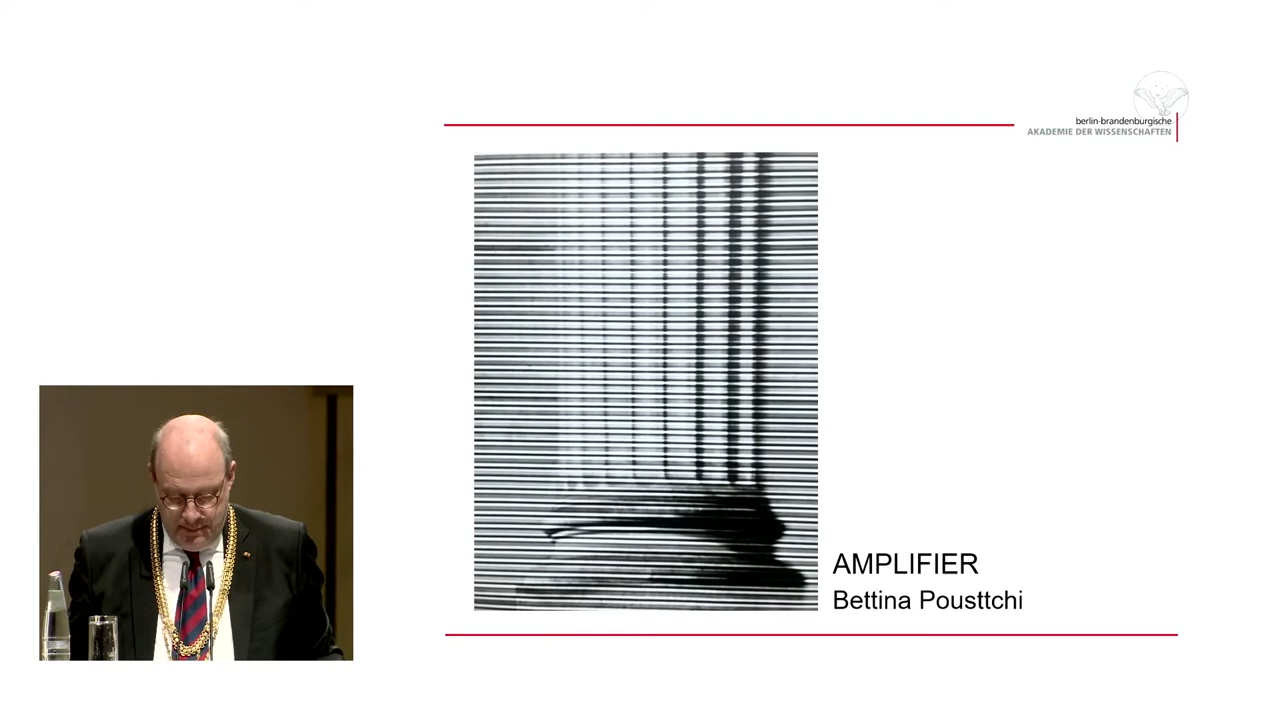 berlin-brandenburgische
AKADEMIE DER WISSENSCHAFTEN
AMPLIFIER
Bettina Pousttchi